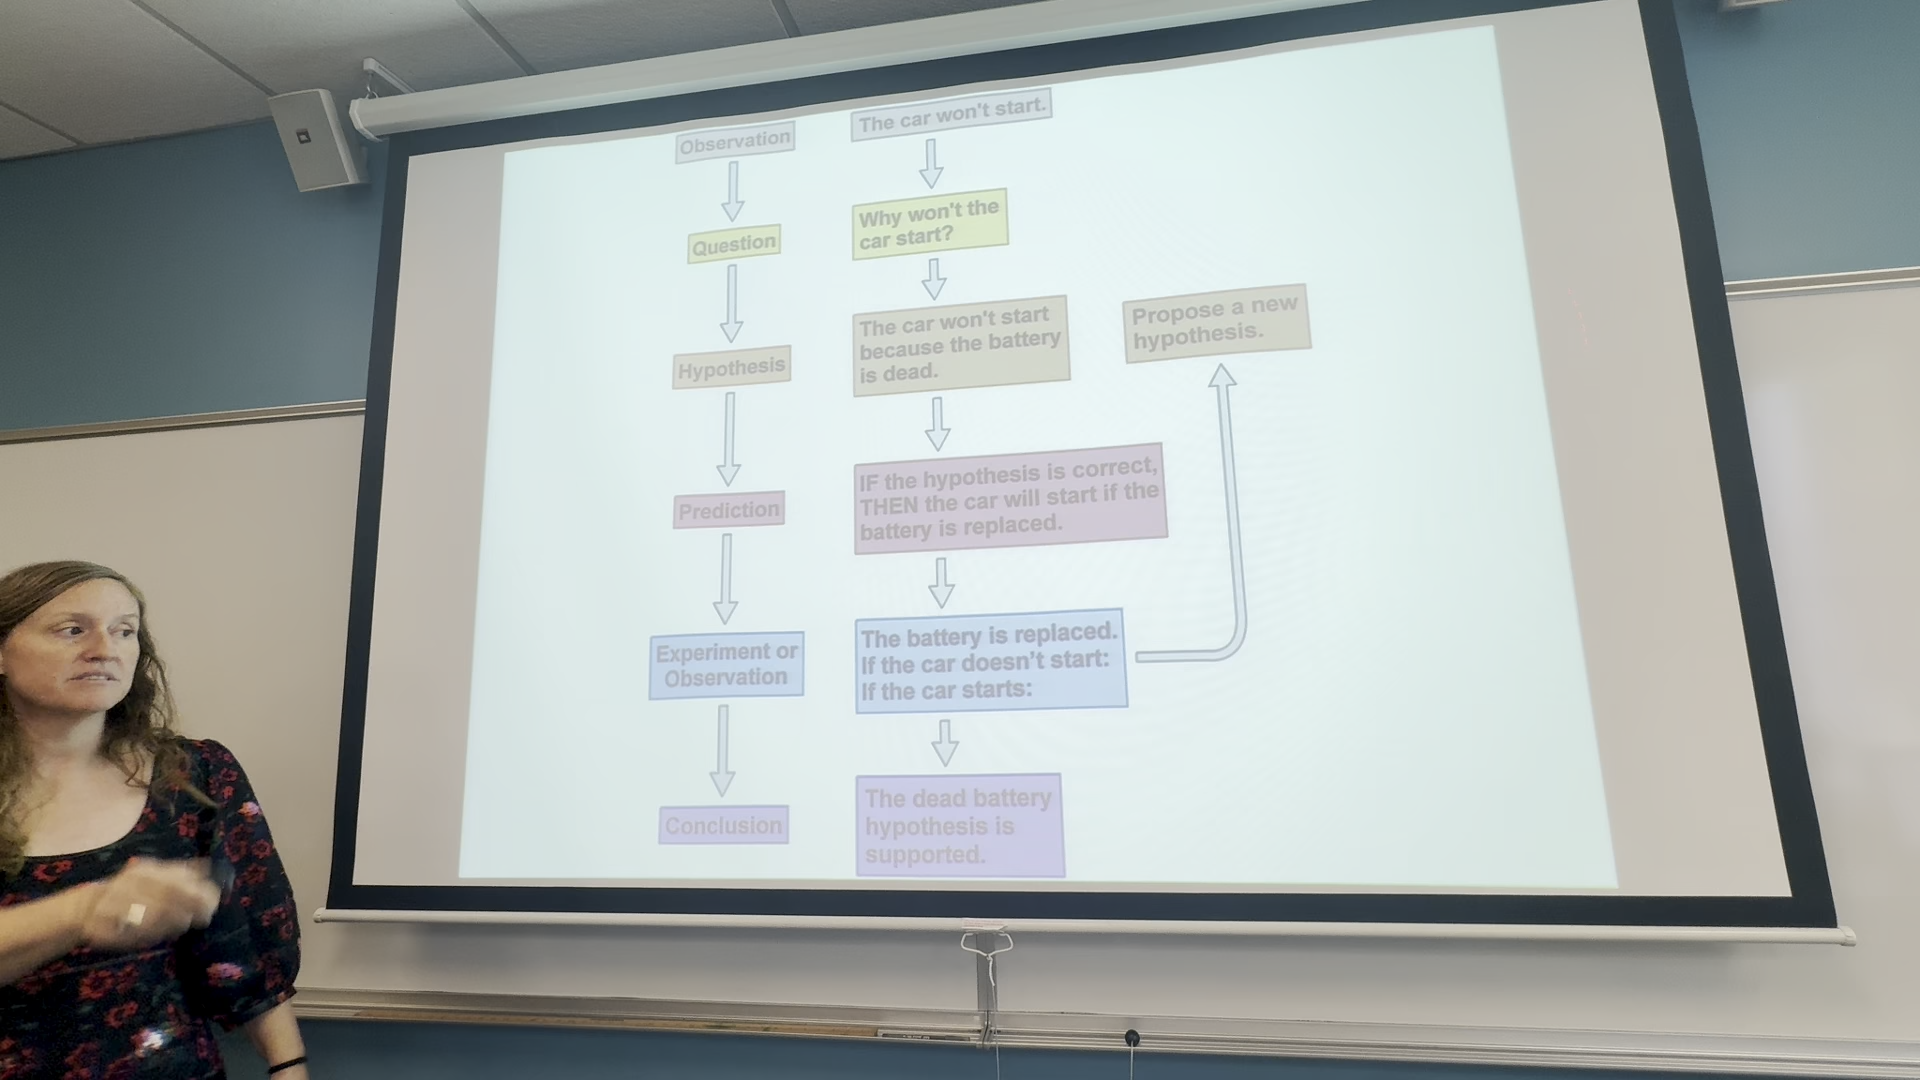 Observation
Question
Hypothesis
Prediction
Experiment or
Observation
Conclusion
The car won't start.
Why won't the
car start?
The car won't start
because the battery
is dead.
IF the hypothesis is correct,
THEN the car will start if the
battery is replaced.
The battery is replaced.
If the car doesn't start:
If the car starts:
The dead battery
hypothesis is
supported.
Propose a new
hypothesis.